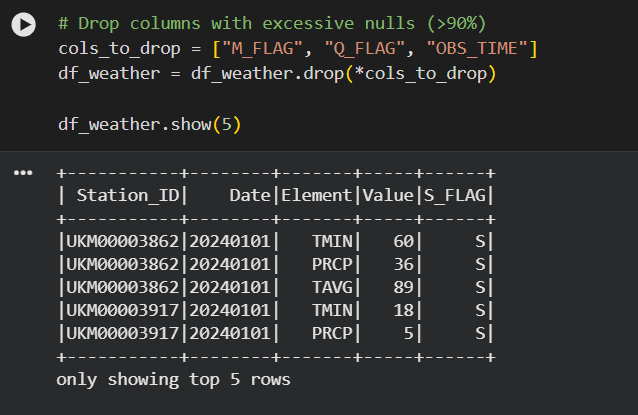 # Drop columns with excessive nulls (>90%)
cols_to_drop = ["M_FLAG", "Q_FLAG", "OBS_TIME"]
df_weather = df_weather.drop(*cols_to_drop)

df_weather.show(5)

+-----------+--------+-------+-----+------+
| Station_ID|    Date|Element|Value|S_FLAG|
+-----------+--------+-------+-----+------+
|UKM00003862|20240101|   TMIN|   60|     S|
|UKM00003862|20240101|   PRCP|   36|     S|
|UKM00003862|20240101|   TAVG|   89|     S|
|UKM00003917|20240101|   TMIN|   18|     S|
|UKM00003917|20240101|   PRCP|    5|     S|
+-----------+--------+-------+-----+------+
only showing top 5 rows